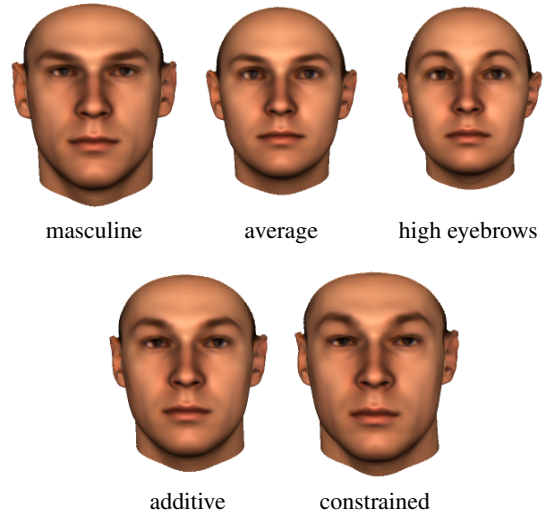 masculine
average
high eyebrows
additive
constrained